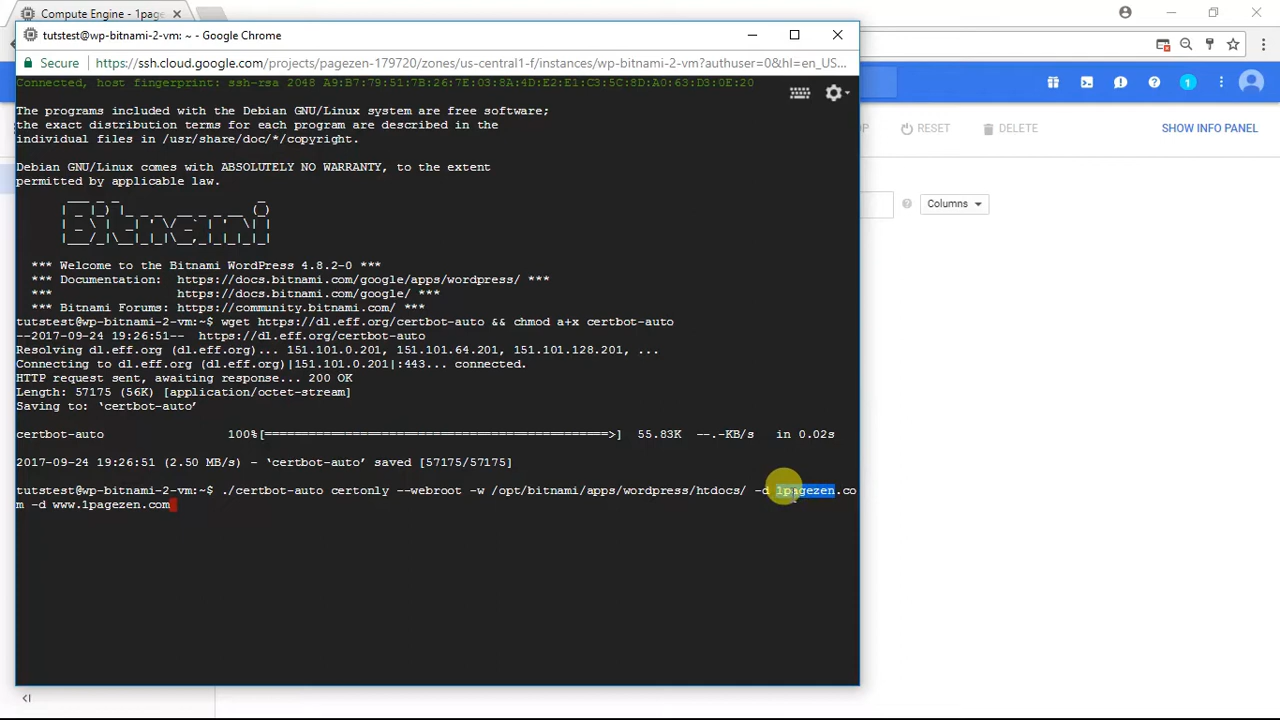 Compute Engine - 1page
tutstest@wp-bitnami-2-vm: ~ - Google Chrome
Secure https://ssh.cloud.google.com/projects/pagezen-179720/zones/us-central1-f/instances/wp-bitnami-2-vm?authuser=0&hl=en_US...
Connected, host fingerprint: ssh-rsa 2048 A9:B7:79:51:7B:26:7E:03:8A:4D:E2:E1:C3:5C:8D:A0:63:D3:0E:20
The programs included with the Debian GNU/Linux system are free software;
the exact distribution terms for each program are described in the
individual files in /usr/share/doc/*/copyright.
Debian GNU/Linux comes with ABSOLUTELY NO WARRANTY, to the extent
permitted by applicable law.
Bitnami
*** Welcome to the Bitnami WordPress 4.8.2-0 ***
*** Documentation: https://docs.bitnami.com/google/apps/wordpress/ ***
*** https://docs.bitnami.com/google/ ***
*** Bitnami Forums: https://community.bitnami.com/ ***
tutstest@wp-bitnami-2-vm:~$ wget https://dl.eff.org/certbot-auto && chmod a+x certbot-auto
--2017-09-24 19:26:51-- https://dl.eff.org/certbot-auto
Resolving dl.eff.org (dl.eff.org)... 151.101.0.201, 151.101.64.201, 151.101.128.201, ...
Connecting to dl.eff.org (dl.eff.org)|151.101.0.201|:443... connected.
HTTP request sent, awaiting response... 200 OK
Length: 57175 (56K) [application/octet-stream]
Saving to: ‘certbot-auto’
certbot-auto 100%[===========================================>] 55.83K --.-KB/s in 0.02s
2017-09-24 19:26:51 (2.50 MB/s) - ‘certbot-auto’ saved [57175/57175]
tutstest@wp-bitnami-2-vm:~$ ./certbot-auto certonly --webroot -w /opt/bitnami/apps/wordpress/htdocs/ -d 1pagezen.co
m -d www.1pagezen.com
1
RESET
DELETE
SHOW INFO PANEL
Columns